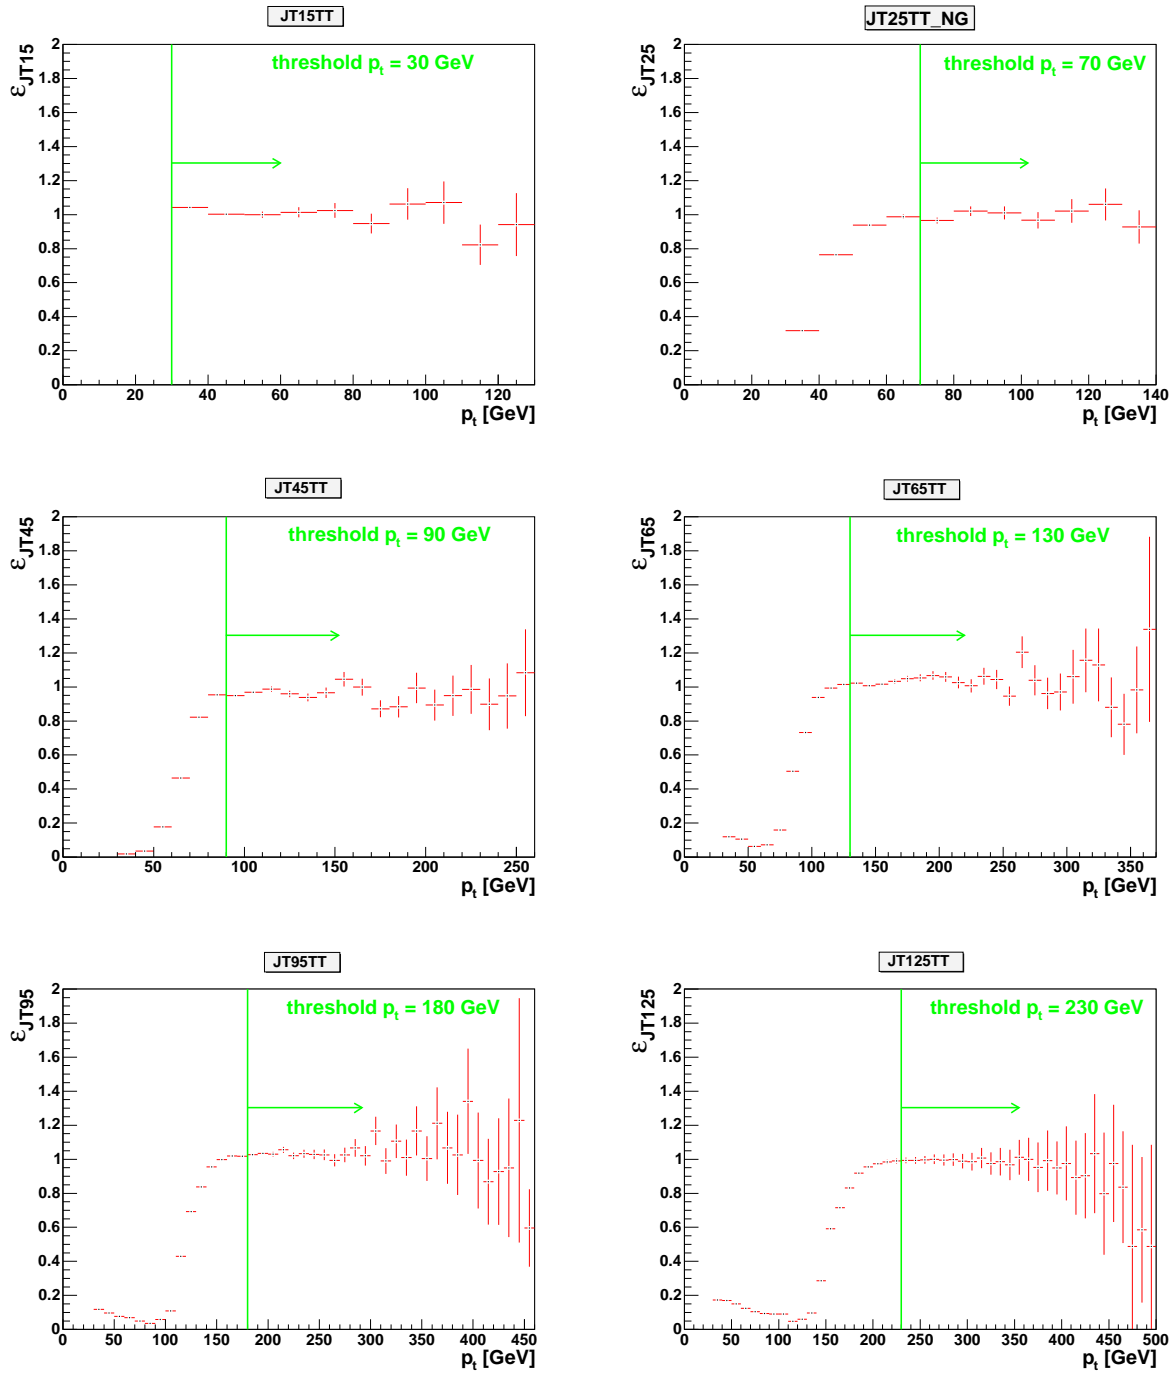 JT15TT
threshold p_t = 30 GeV
ε_JT15
2
1.8
1.6
1.4
1.2
1
0.8
0.6
0.4
0.2
0
0 20 40 60 80 100 120
p_t [GeV]
JT25TT_NG
threshold p_t = 70 GeV
ε_JT25
2
1.8
1.6
1.4
1.2
1
0.8
0.6
0.4
0.2
0
0 20 40 60 80 100 120 140
p_t [GeV]
JT45TT
threshold p_t = 90 GeV
ε_JT45
2
1.8
1.6
1.4
1.2
1
0.8
0.6
0.4
0.2
0
0 50 100 150 200 250
p_t [GeV]
JT65TT
threshold p_t = 130 GeV
ε_JT65
2
1.8
1.6
1.4
1.2
1
0.8
0.6
0.4
0.2
0
0 50 100 150 200 250 300 350
p_t [GeV]
JT95TT
threshold p_t = 180 GeV
ε_JT95
2
1.8
1.6
1.4
1.2
1
0.8
0.6
0.4
0.2
0
0 50 100 150 200 250 300 350 400 450
p_t [GeV]
JT125TT
threshold p_t = 230 GeV
ε_JT125
2
1.8
1.6
1.4
1.2
1
0.8
0.6
0.4
0.2
0
0 50 100 150 200 250 300 350 400 450 500
p_t [GeV]